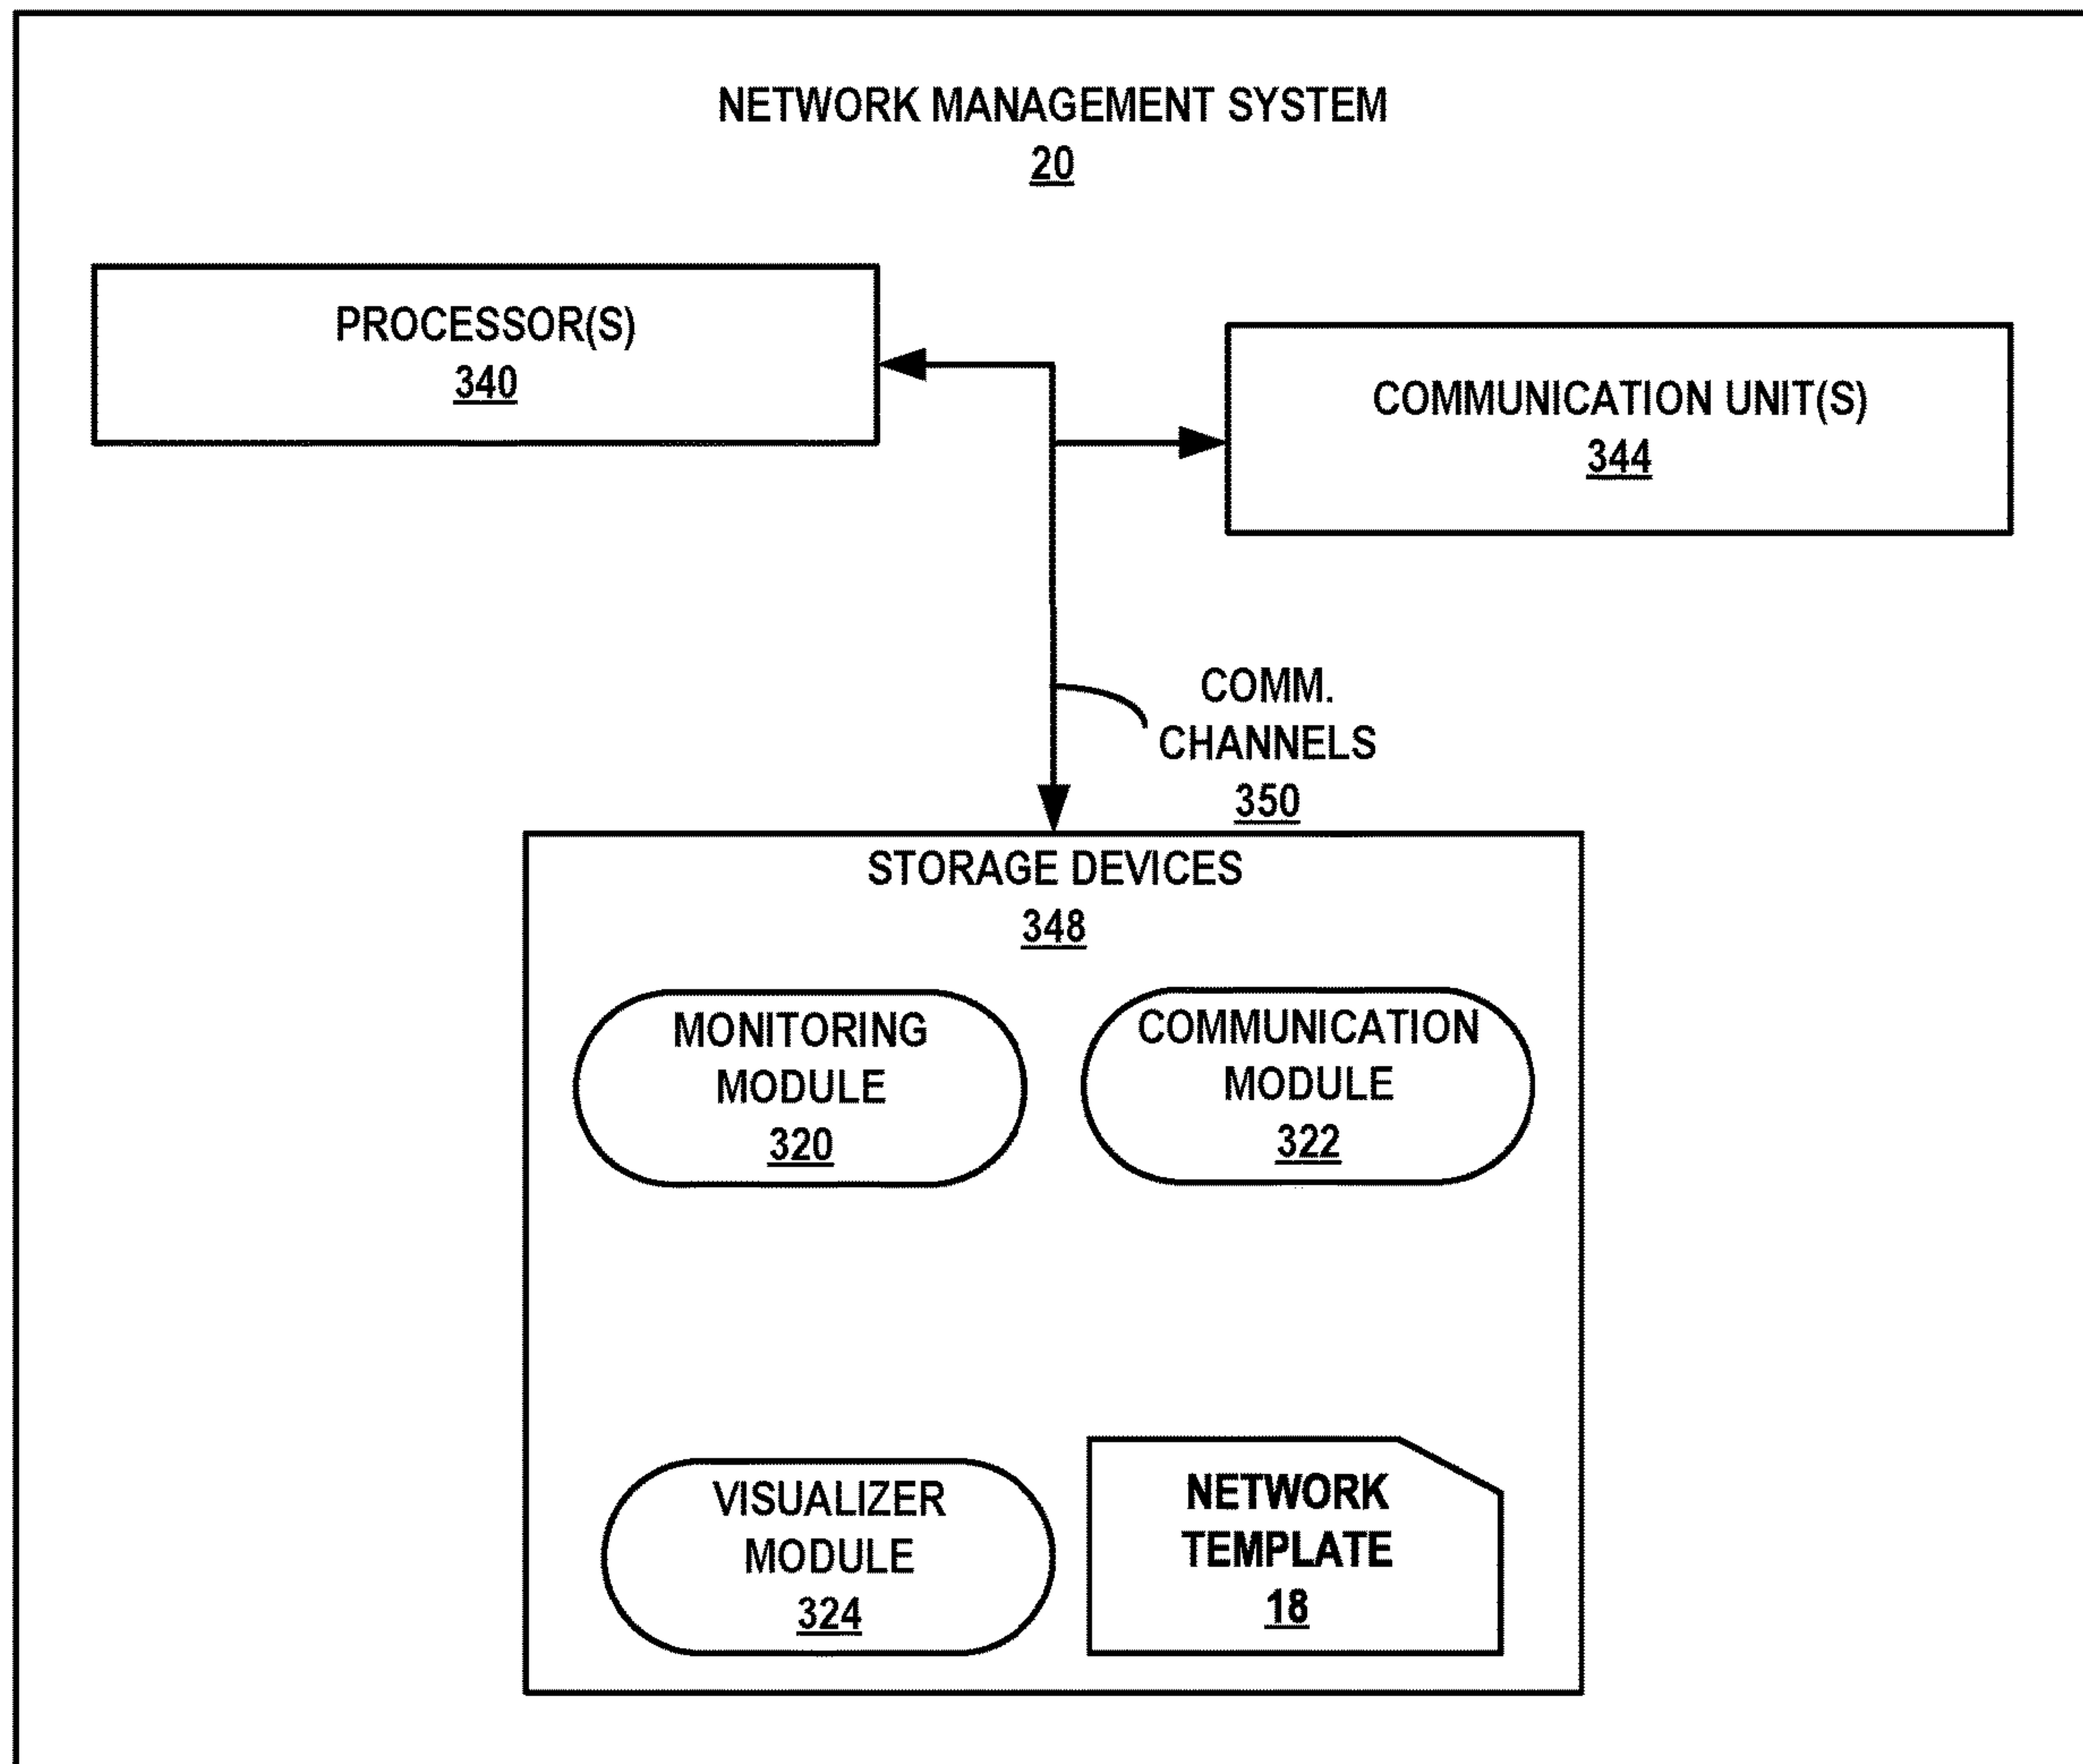 NETWORK MANAGEMENT SYSTEM
20
PROCESSOR(S)
340
COMMUNICATION UNIT(S)
344
COMM.
CHANNELS
350
STORAGE DEVICES
348
MONITORING
MODULE
320
COMMUNICATION
MODULE
322
VISUALIZER
MODULE
324
NETWORK
TEMPLATE
18